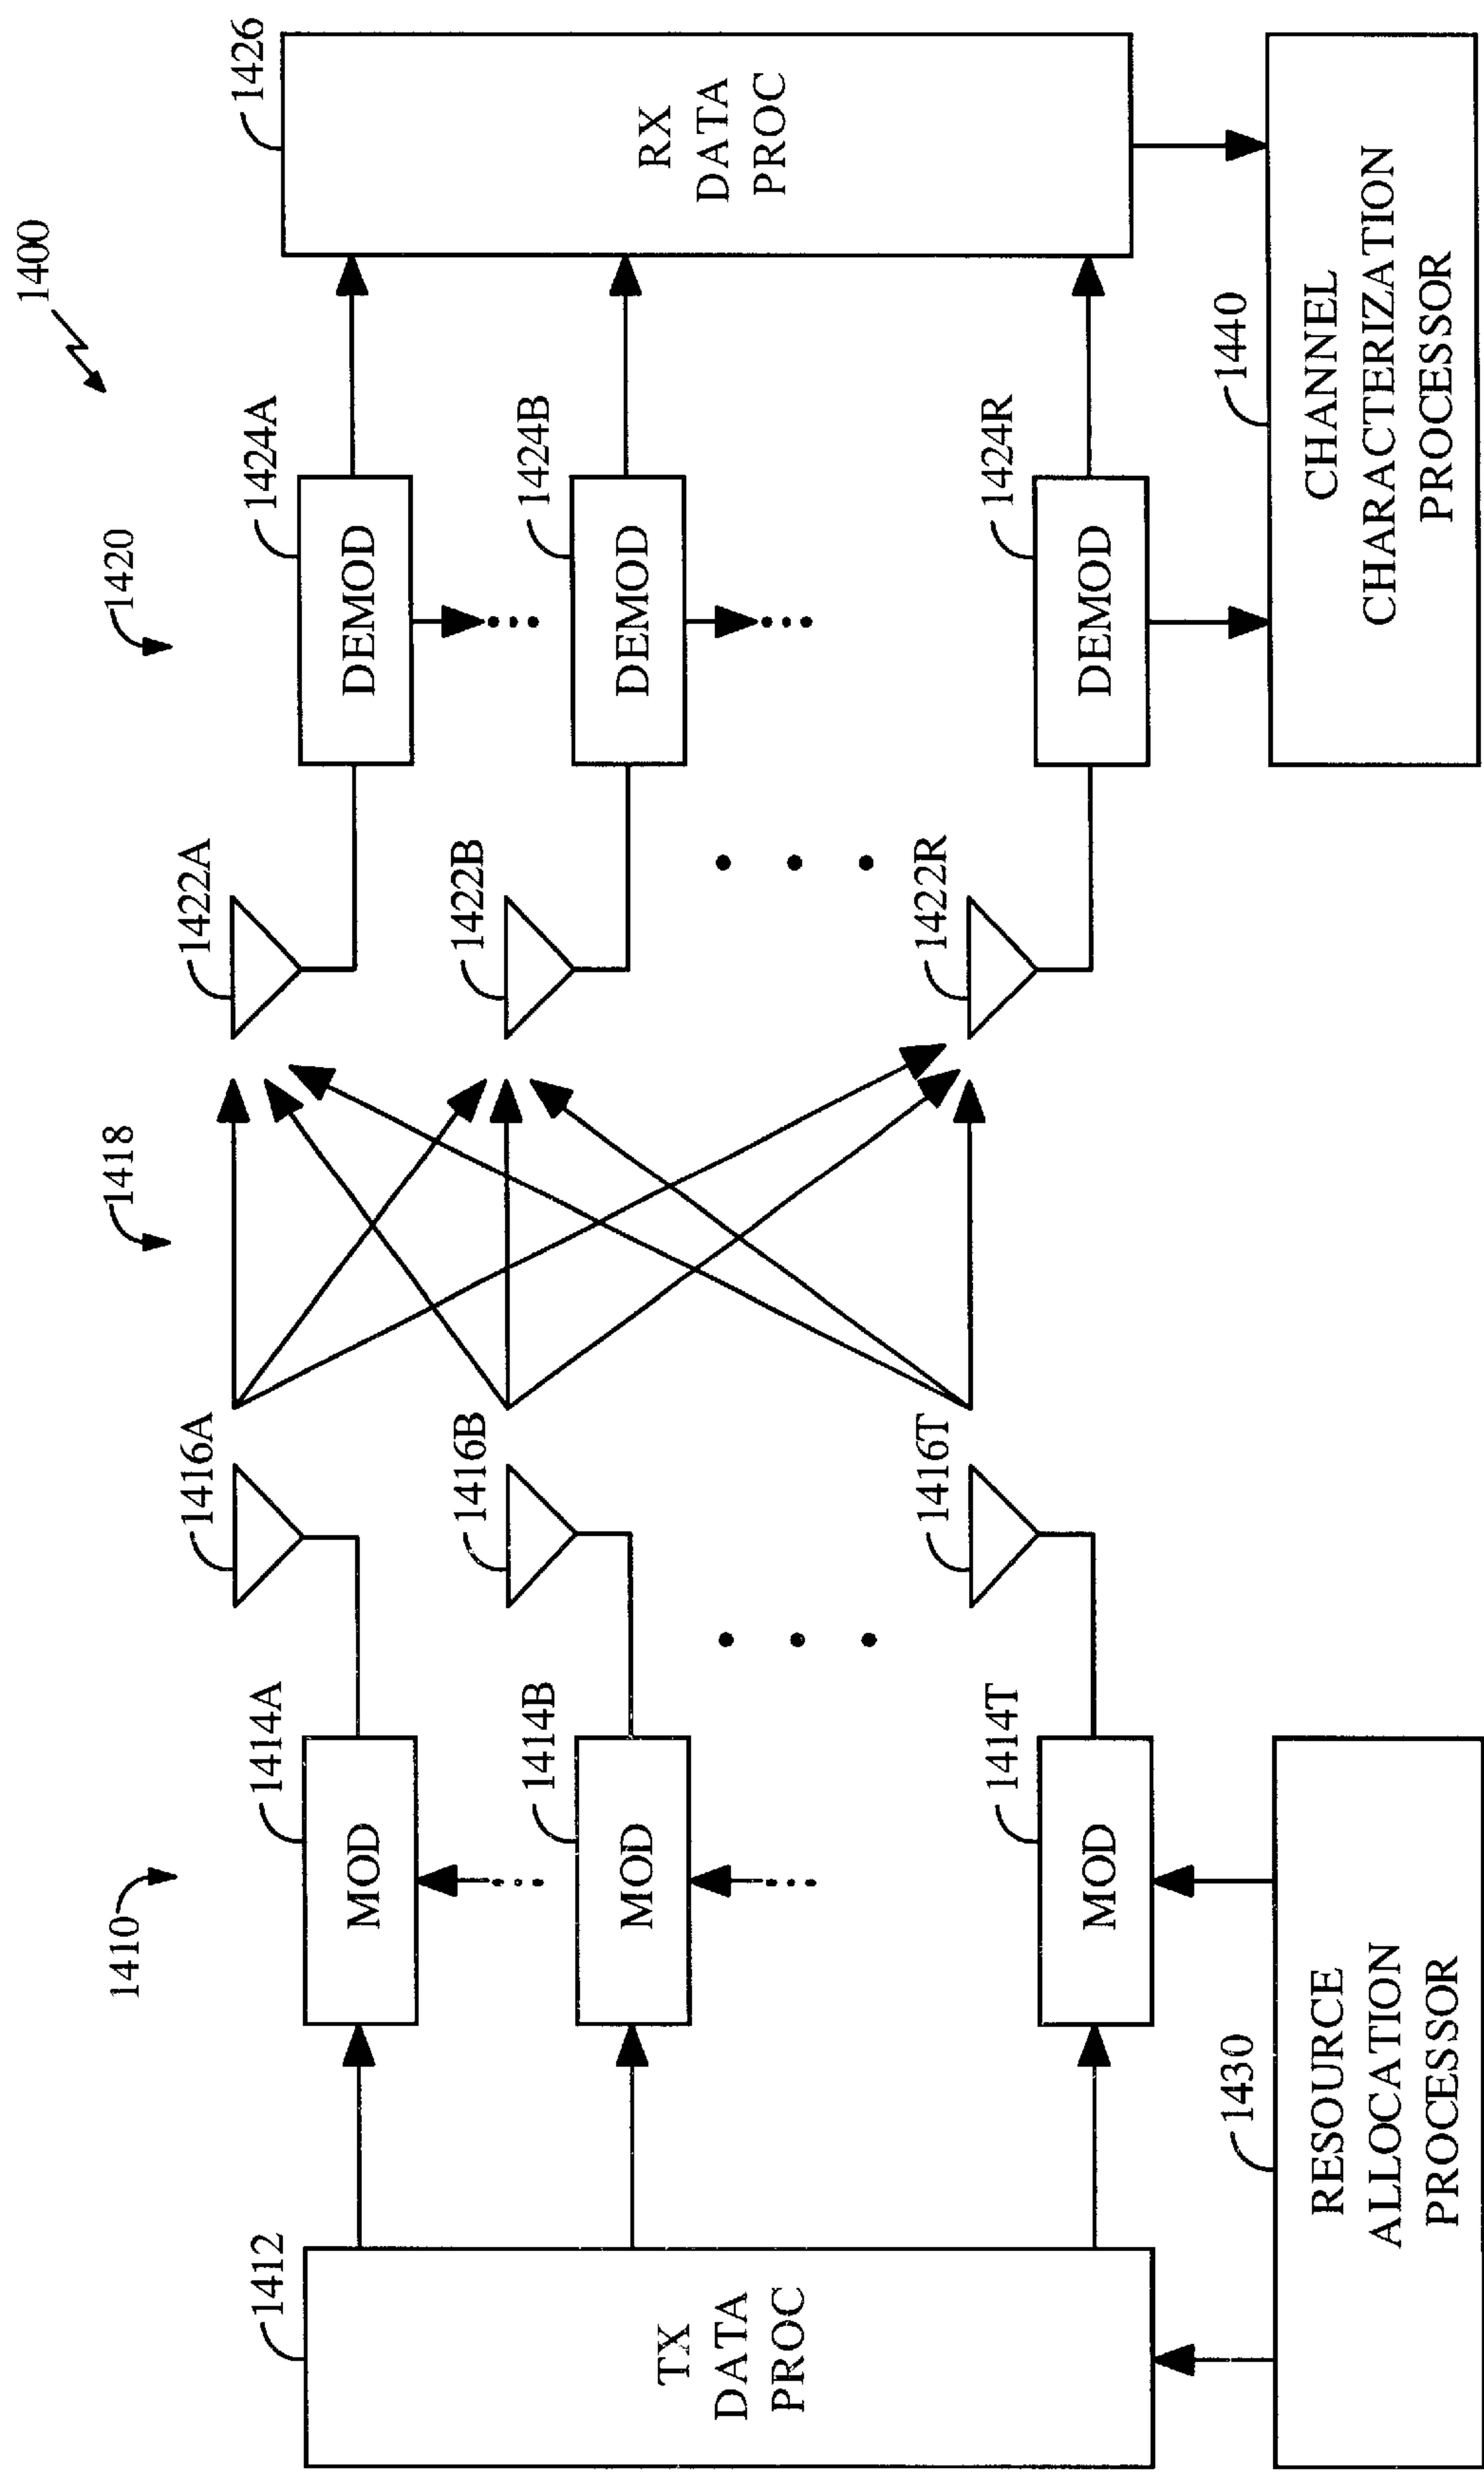 1400
1410
1418
1420
1412
TX
DATA
PROC
1414A
MOD
1416A
1422A
1424A
DEMOD
1426
RX
DATA
PROC
1414B
MOD
1416B
1422B
1424B
DEMOD
1414T
MOD
1416T
1422R
1424R
DEMOD
1430
RESOURCE
ALLOCATION
PROCESSOR
1440
CHANNEL
CHARACTERIZATION
PROCESSOR